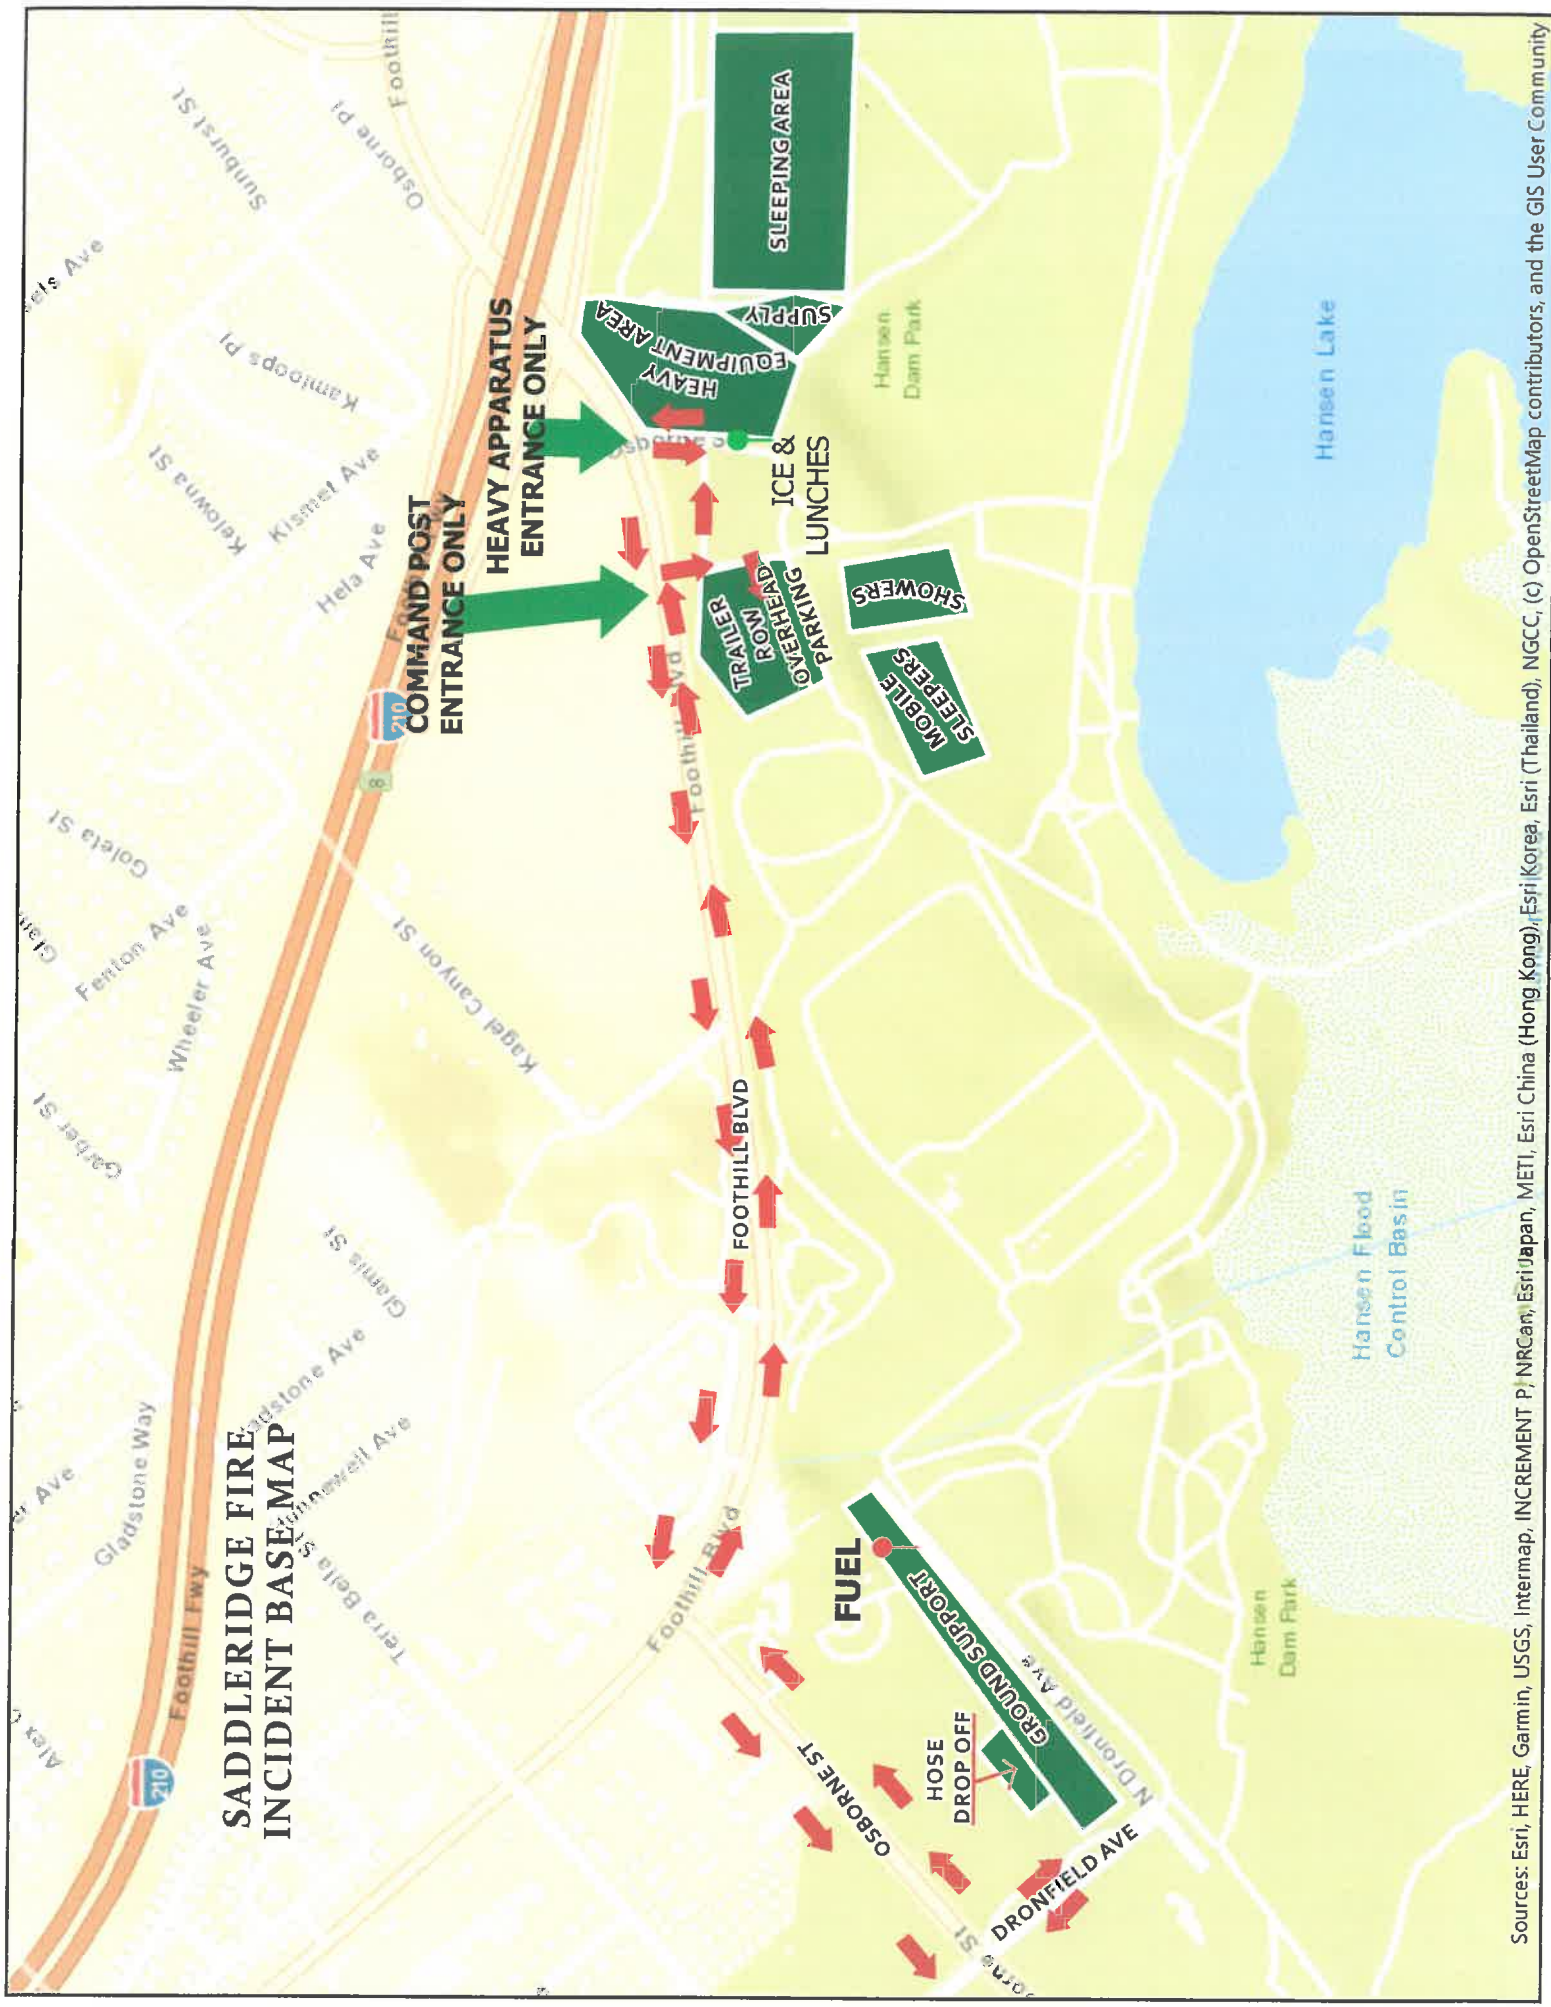 SADDLERIDGE FIRE
INCIDENT BASE MAP
COMMAND POST
ENTRANCE ONLY
HEAVY APPARATUS
ENTRANCE ONLY
HEAVY
EQUIPMENT AREA
SUPPLY
SLEEPING AREA
ICE &
LUNCHES
TRAILER
ROW
OVERHEAD
PARKING
SHOWERS
MOBILE
SLEEPERS
FOOTHILL BLVD
FUEL
GROUND SUPPORT
HOSE
DROP OFF
OSBORNE ST
DRONFIELD AVE
N Dronfield Ave
Foothill Blvd
Foothill Fwy
210
210
8
Gladstone Way
Terra Bella St
Glamis St
Garber St
Wheeler Ave
Fenton Ave
Goleta St
Kagel Canyon St
Hela Ave
Kismet Ave
Kelowna St
Kamloops Pl
Osborne Pl
Sunburst St
Foothill
Hansen
Dam Park
Hansen Lake
Hansen Flood
Control Basin
Hansen
Dam Park
Sources: Esri, HERE, Garmin, USGS, Intermap, INCREMENT P, NRCan, Esri Japan, METI, Esri China (Hong Kong), Esri Korea, Esri (Thailand), NGCC, (c) OpenStreetMap contributors, and the GIS User Community